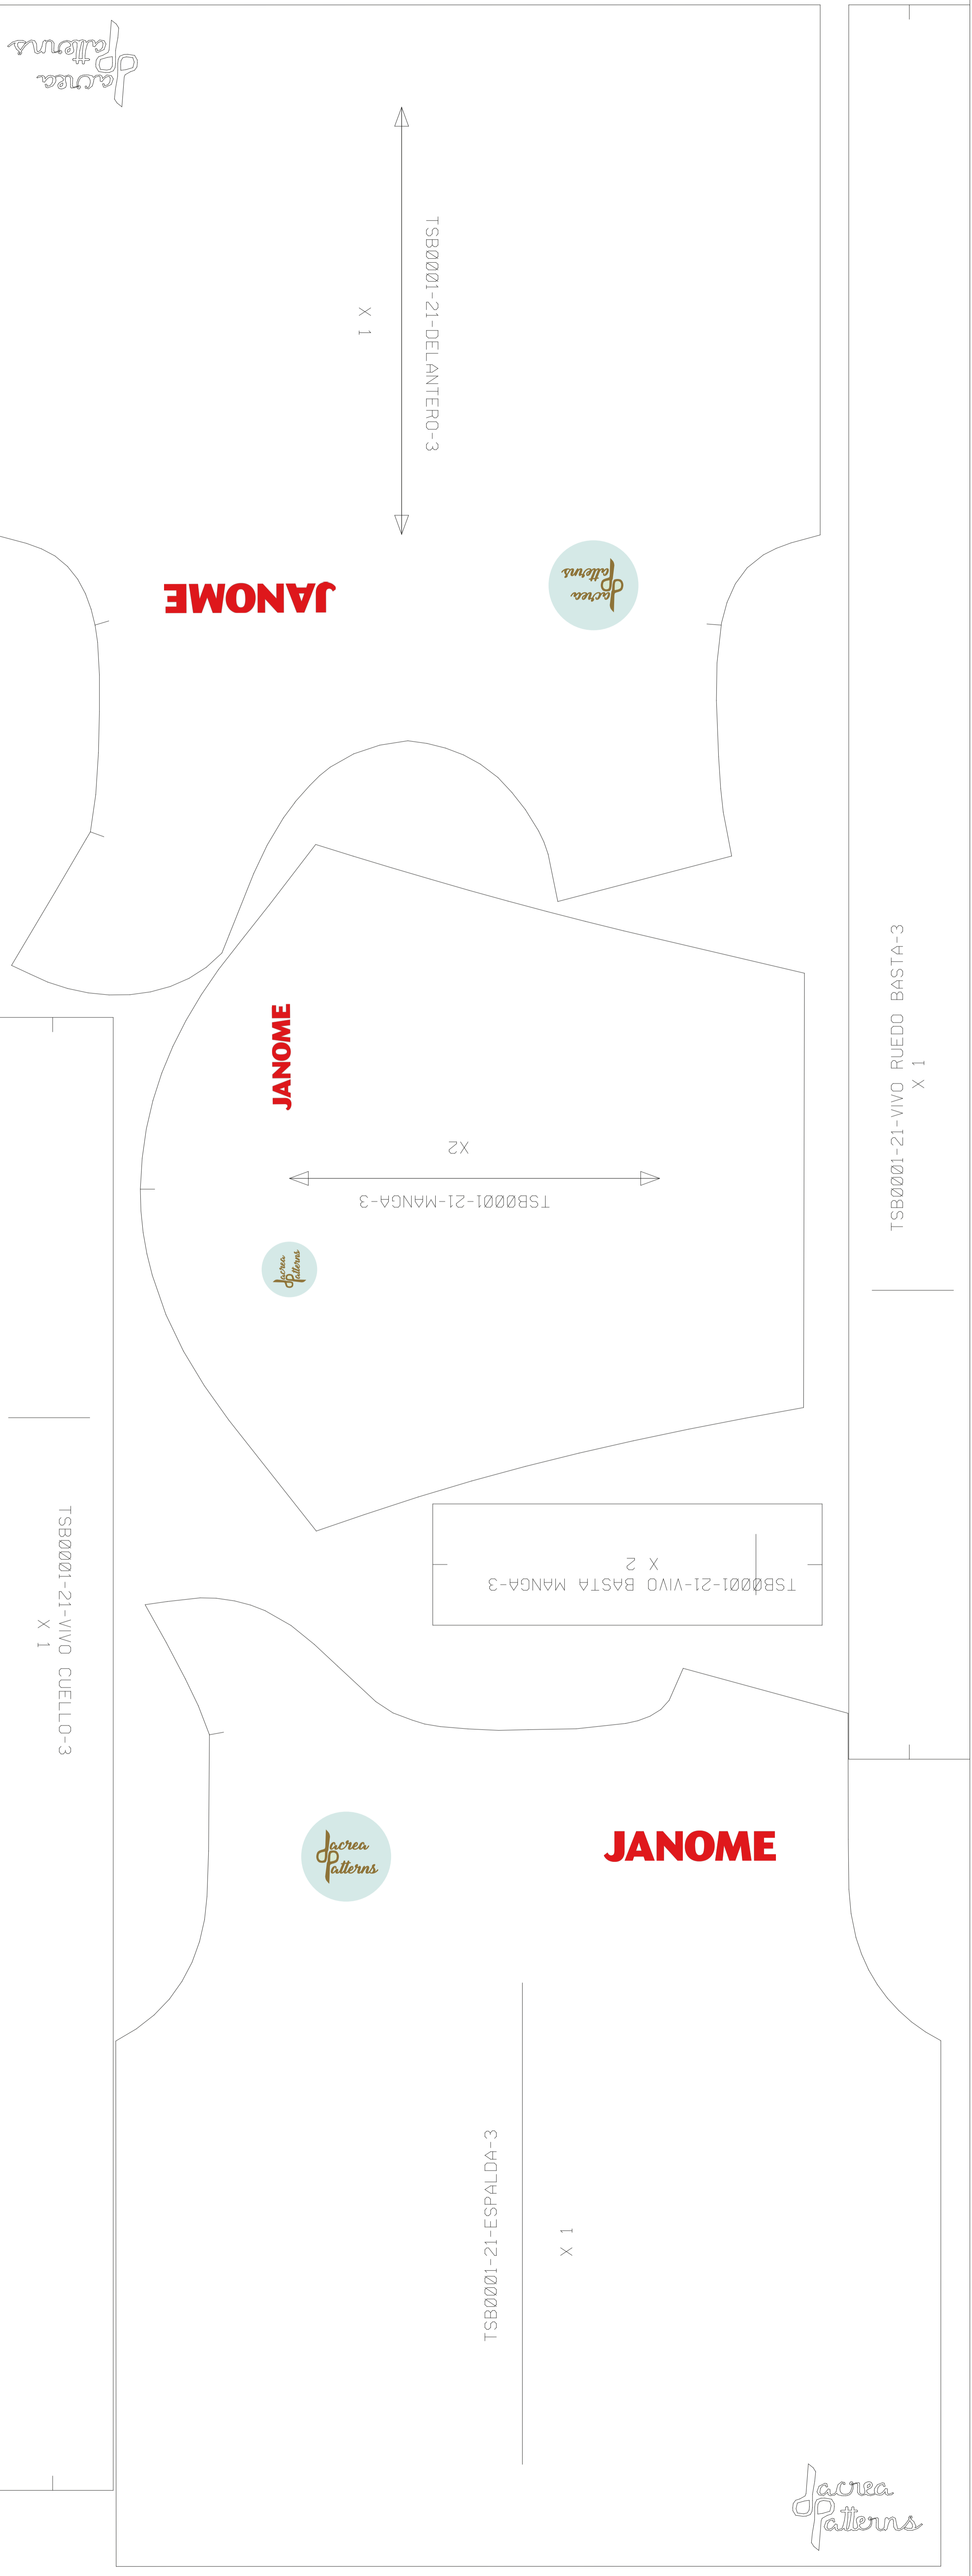 Jacrea
Patterns
TSB0001-21-DELANTERO-3
X 1
JANOME
Jacrea
Patterns
TSB0001-21-VIVO RUEDO BASTA-3
X 1
JANOME
X2
TSB0001-21-MANGA-3
Jacrea
Patterns
TSB0001-21-VIVO CUELLO-3
X 1
TSB0001-21-VIVO BASTA MANGA-3
X 2
Jacrea
Patterns
JANOME
TSB0001-21-ESPALDA-3
X 1
Jacrea
Patterns